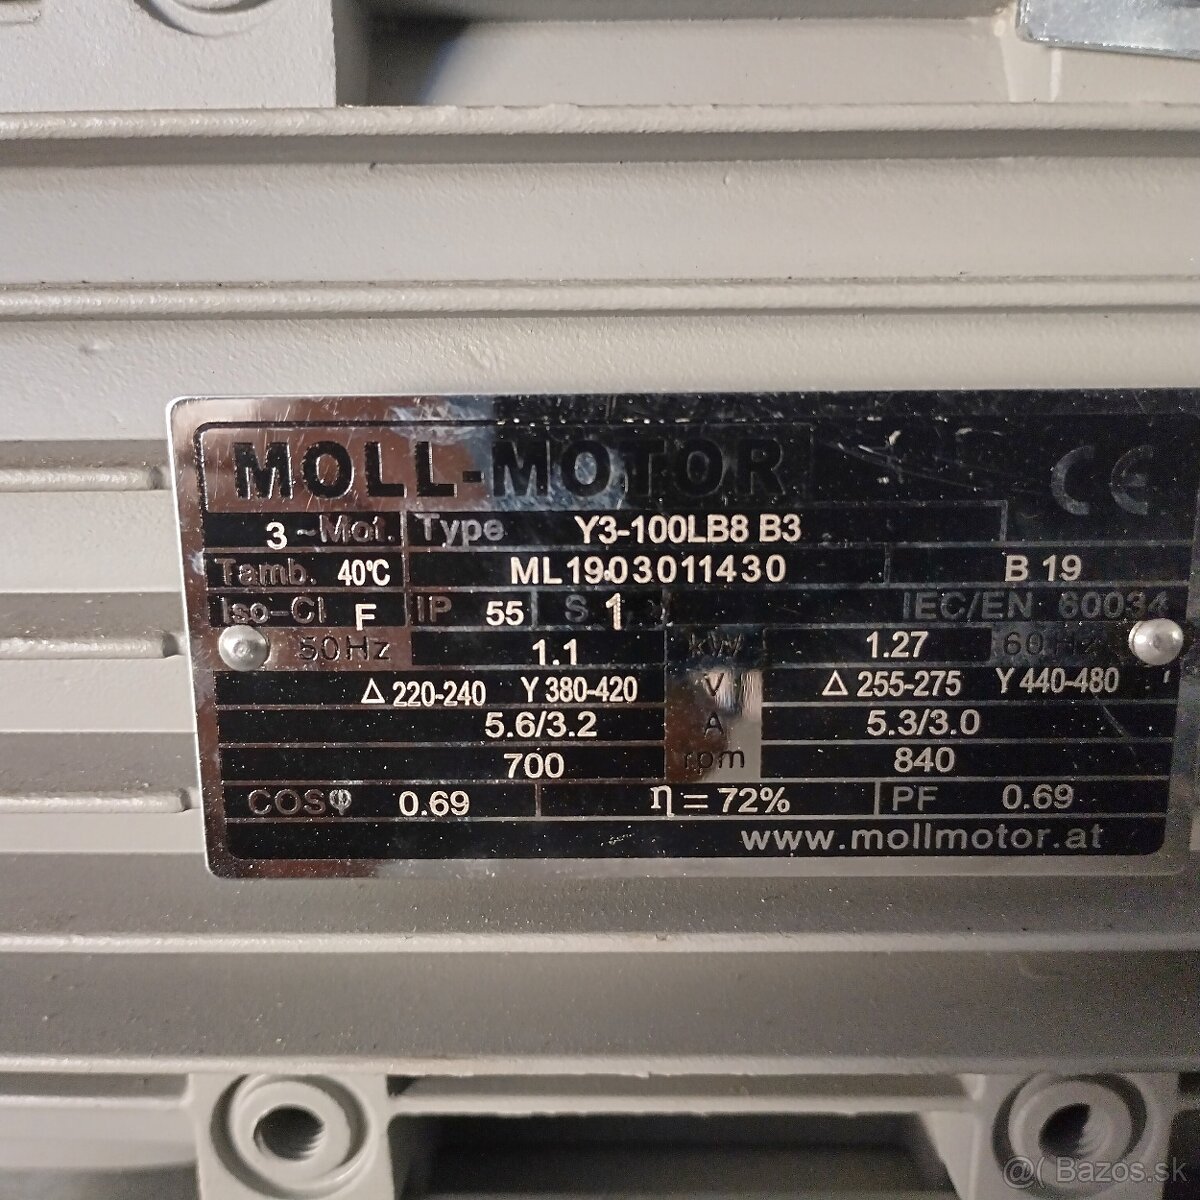 MOLL-MOTOR CE
3 ~Mot. Type Y3-100LB8 B3
Tamb. 40°C ML1903011430 B 19
Iso-Cl F IP 55 S 1 IEC/EN 60034
50Hz 1.1 kW 1.27 60Hz
Δ 220-240 Y 380-420 V Δ 255-275 Y 440-480
5.6/3.2 A 5.3/3.0
700 rpm 840
COSφ 0.69 η = 72% PF 0.69
www.mollmotor.at
@( Bazos.sk